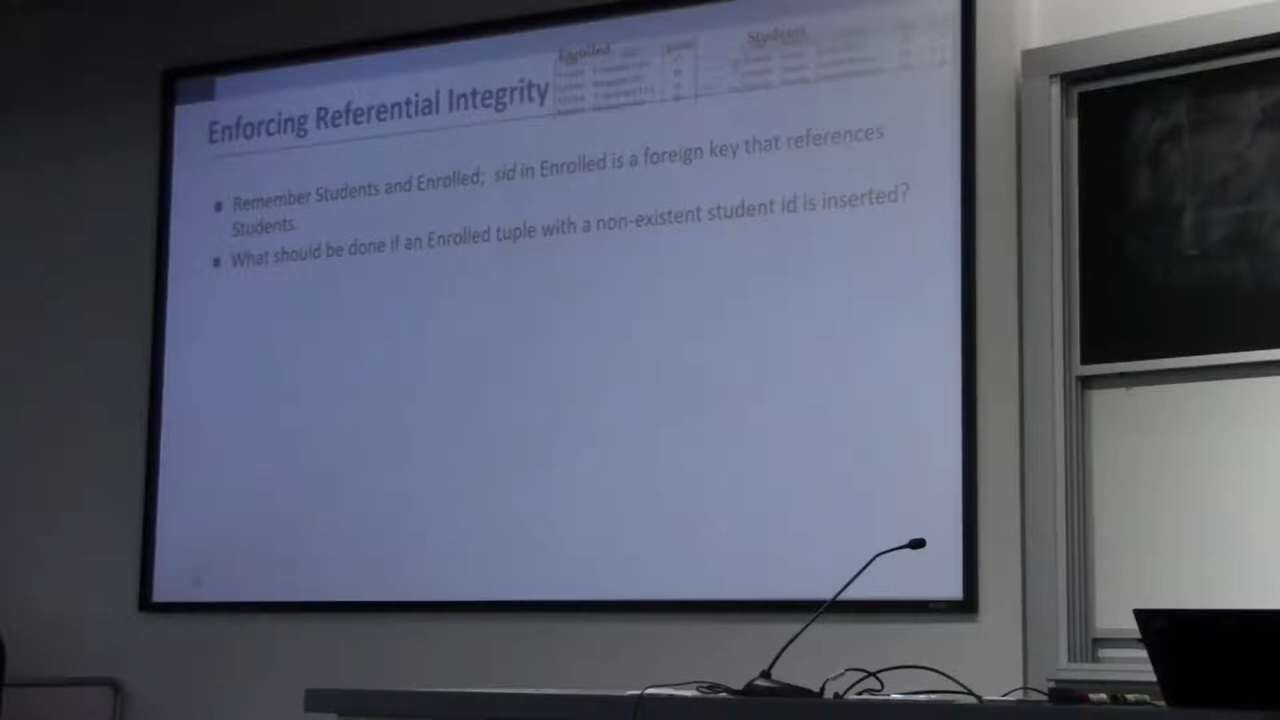 Enforcing Referential Integrity
Enrolled
Students
Remember Students and Enrolled; sid in Enrolled is a foreign key that references
Students.
What should be done if an Enrolled tuple with a non-existent student id is inserted?